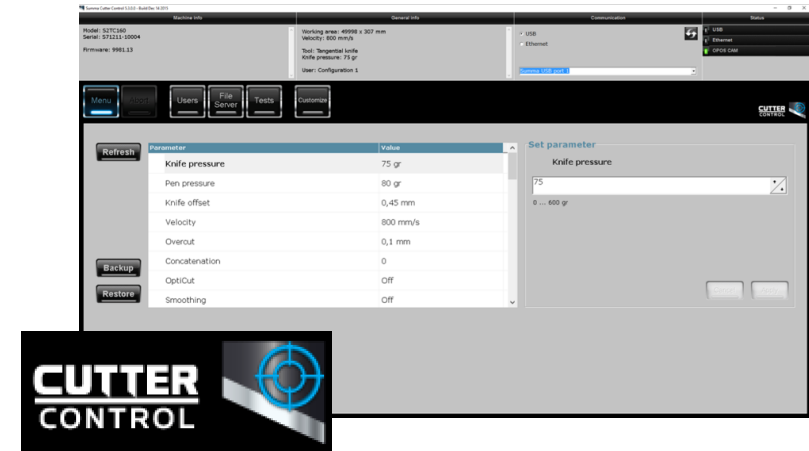 Summa Cutter Control 5.0.0.0 - Build Dec 14 2015
Machine Info
General Info
Communication
Status
Model: S2TC160
Serial: 571211-10004
Firmware: 9981.13
Working area: 49998 x 307 mm
Velocity: 800 mm/s
Tool: Tangential knife
Knife pressure: 75 gr
User: Configuration 1
USB
Ethernet
Summa USB port 1
USB
Ethernet
OPOS CAM
Menu
Users
File Server
Tests
Customize
CUTTER
CONTROL
Refresh
Backup
Restore
Parameter Value
Knife pressure 75 gr
Pen pressure 80 gr
Knife offset 0,45 mm
Velocity 800 mm/s
Overcut 0,1 mm
Concatenation 0
OptiCut Off
Smoothing Off
Set parameter
Knife pressure
75
0 ... 600 gr
CUTTER
CONTROL